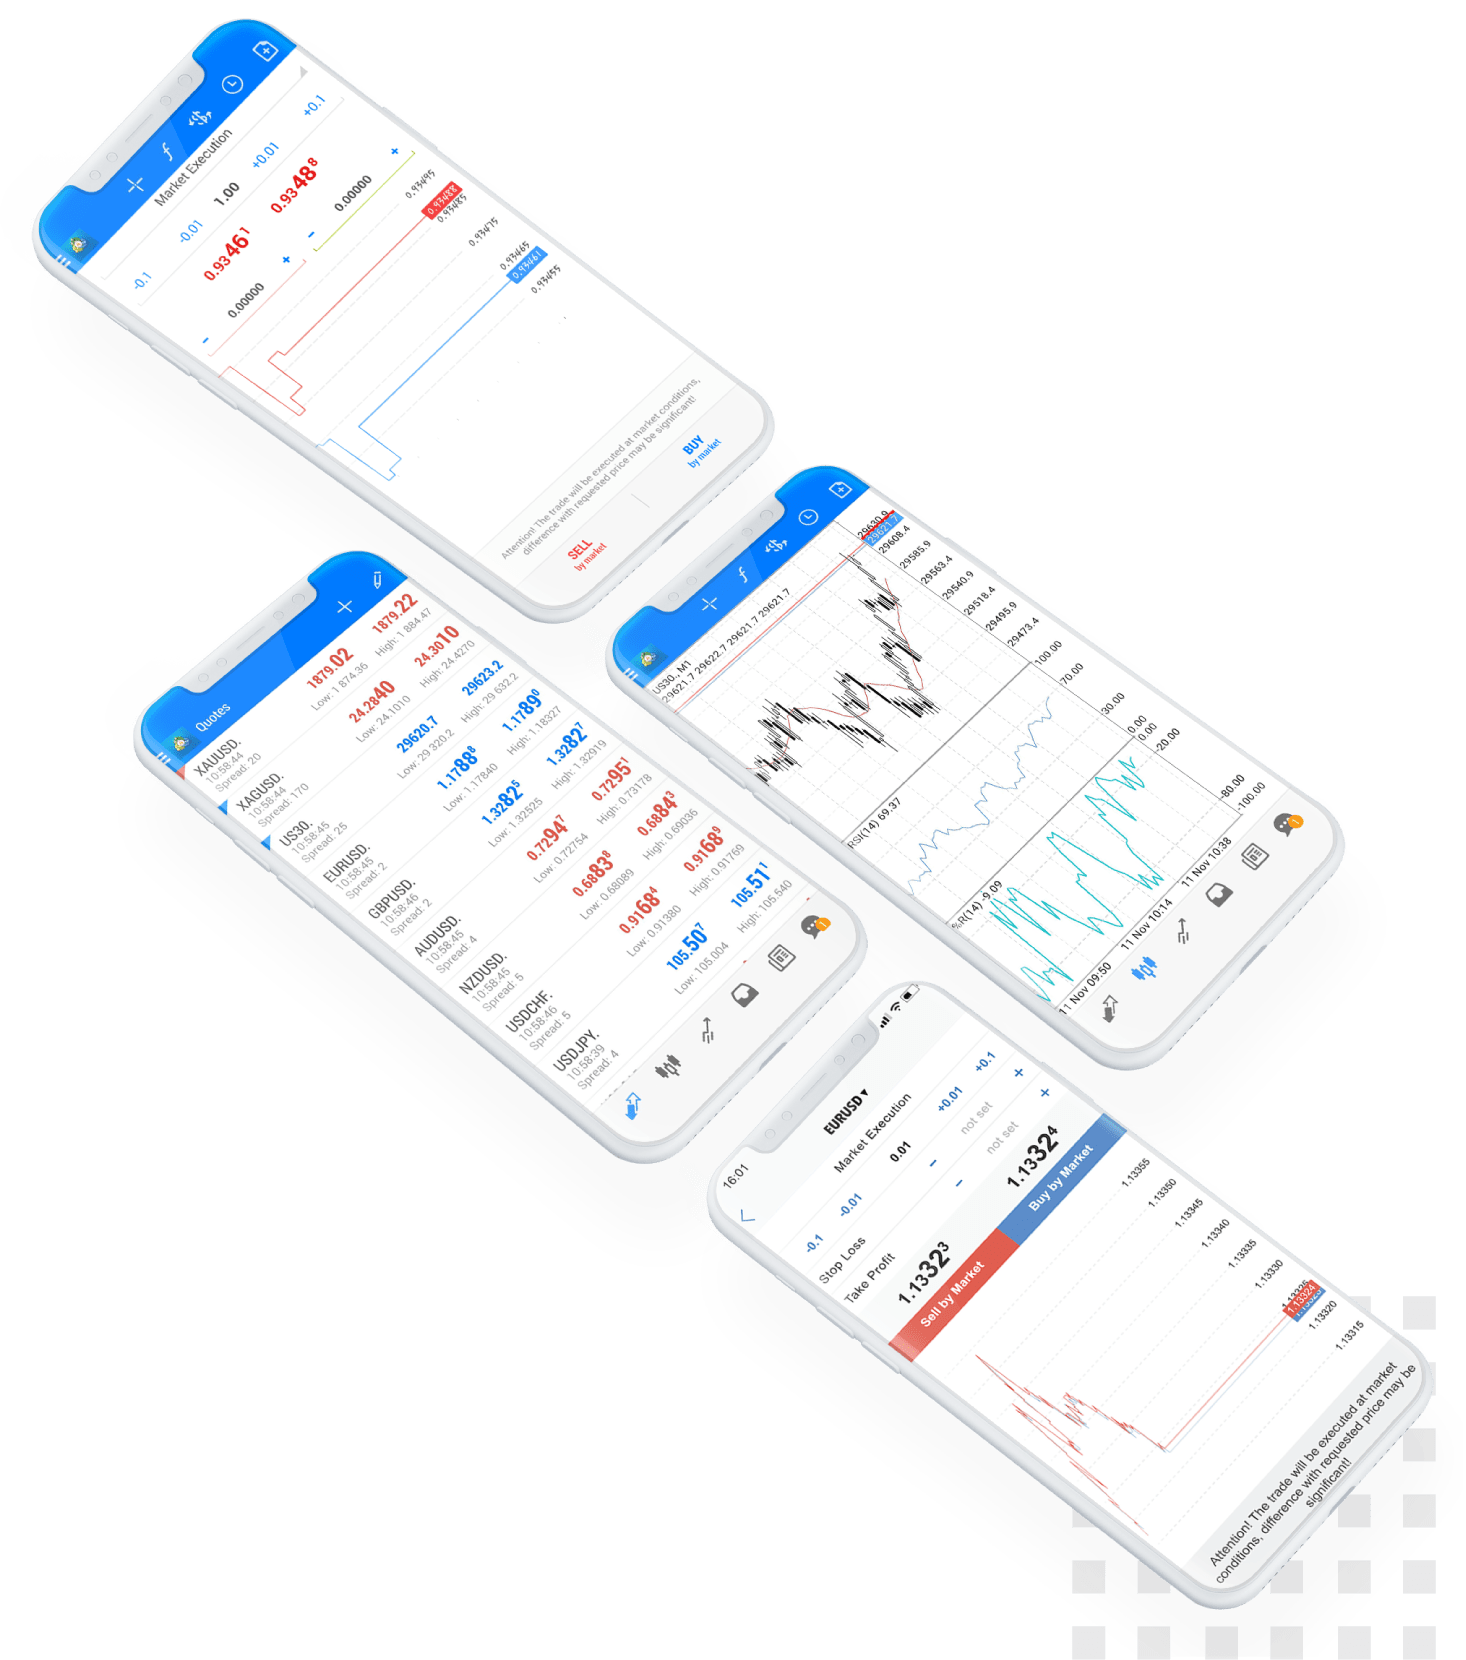 Market Execution
-0.1 -0.01 1.00 +0.01 +0.1
0.93461 0.93488
- 0.00000 + - 0.00000 +
0.93495
0.93488
0.93485
0.93475
0.93465
0.93461
0.93455
Attention! The trade will be executed at market conditions,
difference with requested price may be significant!
SELL
by market
BUY
by market
Quotes
XAUUSD. 1879.02 1879.22
10:58:44
Spread: 20 Low: 1 874.36 High: 1 884.47
XAGUSD. 24.2840 24.3010
10:58:44
Spread: 170 Low: 24.1010 High: 24.4270
US30. 29620.7 29623.2
10:58:45
Spread: 25 Low: 29 320.2 High: 29 632.2
EURUSD. 1.17888 1.17890
10:58:45
Spread: 2 Low: 1.17840 High: 1.18327
GBPUSD. 1.32825 1.32827
10:58:46
Spread: 2 Low: 1.32525 High: 1.32919
AUDUSD. 0.72947 0.72951
10:58:45
Spread: 4 Low: 0.72754 High: 0.73178
NZDUSD. 0.68838 0.68843
10:58:45
Spread: 5 Low: 0.68089 High: 0.69036
USDCHF. 0.91684 0.91689
10:58:46
Spread: 5 Low: 0.91380 High: 0.91769
USDJPY. 105.507 105.511
10:58:39
Spread: 4 Low: 105.004 High: 105.540
1
US30., M1
29621.7 29622.7 29621.7 29621.7
29630.9
29621.7
29608.4
29585.9
29563.4
29540.9
29518.4
29495.9
29473.4
RSI(14) 69.37
100.00
70.00
30.00
0.00
%R(14) -9.09
0.00
-20.00
-80.00
-100.00
11 Nov 09:50 11 Nov 10:14 11 Nov 10:38
1
16:01
EURUSD
Market Execution
-0.1 -0.01 0.01 +0.01 +0.1
Stop Loss - not set +
Take Profit - not set +
1.13323 1.13324
Sell by Market Buy by Market
1.13355
1.13350
1.13345
1.13340
1.13335
1.13330
1.13324
1.13320
1.13315
Attention! The trade will be executed at market
conditions, difference with requested price may be
significant!